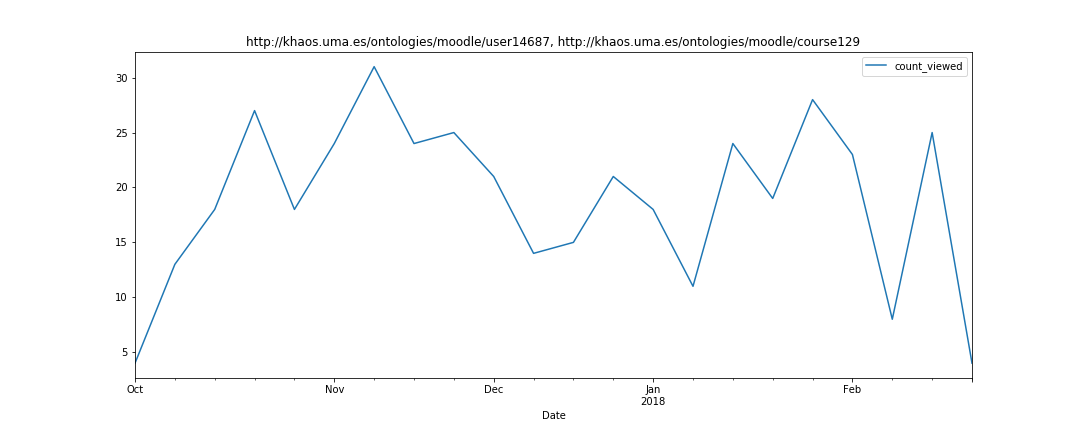 http://khaos.uma.es/ontologies/moodle/user14687, http://khaos.uma.es/ontologies/moodle/course129
count_viewed
30
25
20
15
10
5
Oct Nov Dec Jan Feb
2018
Date